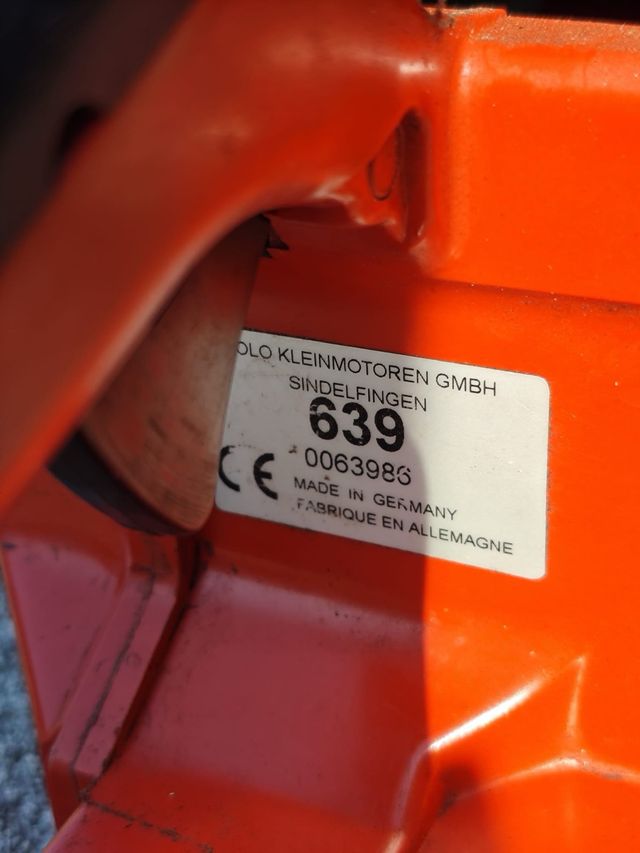 OLO KLEINMOTOREN GMBH
SINDELFINGEN
639
0063986
CE
MADE IN GERMANY
FABRIQUE EN ALLEMAGNE